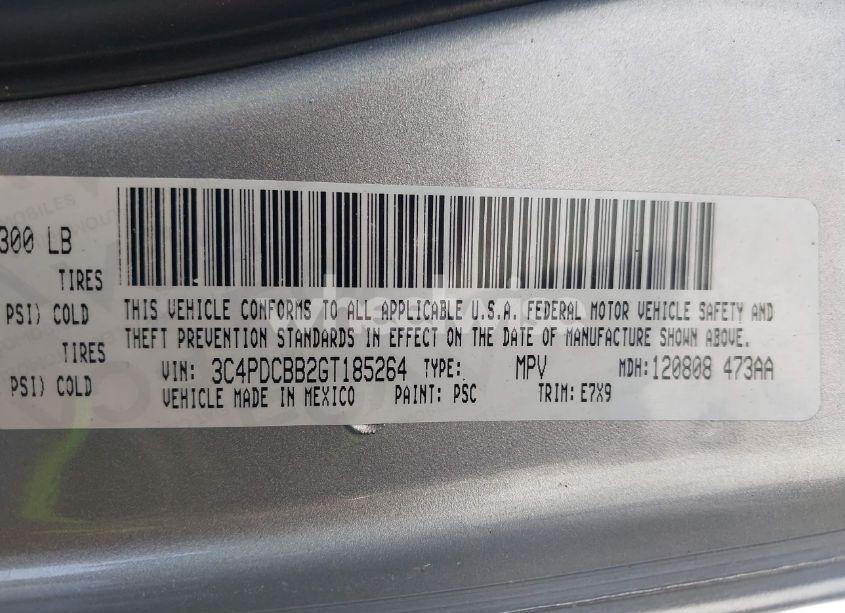 300 LB
TIRES
PSI) COLD
TIRES
PSI) COLD
THIS VEHICLE CONFORMS TO ALL APPLICABLE U.S.A. FEDERAL MOTOR VEHICLE SAFETY AND
THEFT PREVENTION STANDARDS IN EFFECT ON THE DATE OF MANUFACTURE SHOWN ABOVE.
VIN: 3C4PDCBB2GT185264 TYPE: MPV MDH:120808 473AA
VEHICLE MADE IN MEXICO PAINT: PSC TRIM: E7X9